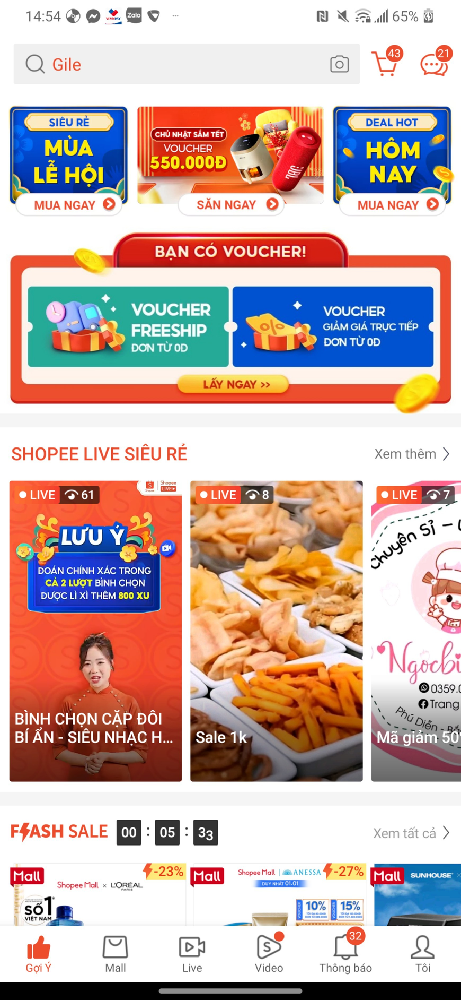 14:54
VÍ VNPAY
Zalo
65%
Gile
43
21
SIÊU RẺ
MÙA
LỄ HỘI
MUA NGAY
CHỦ NHẬT SẮM TẾT
VOUCHER
550.000Đ
JBL
SĂN NGAY
DEAL HOT
HÔM
NAY
MUA NGAY
BẠN CÓ VOUCHER!
VOUCHER
FREESHIP
ĐƠN TỪ 0Đ
VOUCHER
GIẢM GIÁ TRỰC TIẾP
ĐƠN TỪ 0Đ
LẤY NGAY >>
SHOPEE LIVE SIÊU RẺ
Xem thêm
LIVE 61
Shopee
Shopee
LIVE
LƯU Ý
ĐOÁN CHÍNH XÁC TRONG
CẢ 2 LƯỢT BÌNH CHỌN
ĐƯỢC LÌ XÌ THÊM 800 XU
BÌNH CHỌN CẶP ĐÔI
BÍ ẨN - SIÊU NHẠC H...
LIVE 8
Sale 1k
LIVE 7
Chuyên Sỉ –
Ngocbi
0359.0
Trang
Phú Diễn - Bắ
Mã giảm 50
FLASH SALE 00 : 05 : 33
Xem tất cả
Mall
-23%
Shopee Mall x L'ORÉAL
PARIS
SỐ 1*
VIỆT NAM
Mall
Shopee Mall | ANESSA
-27%
DUY NHẤT 01.01
VOUCHER
10%
VOUCHER
15%
Mall
SUNHOUSE
Gợi Ý
Mall
Live
Video
32
Thông báo
Tôi